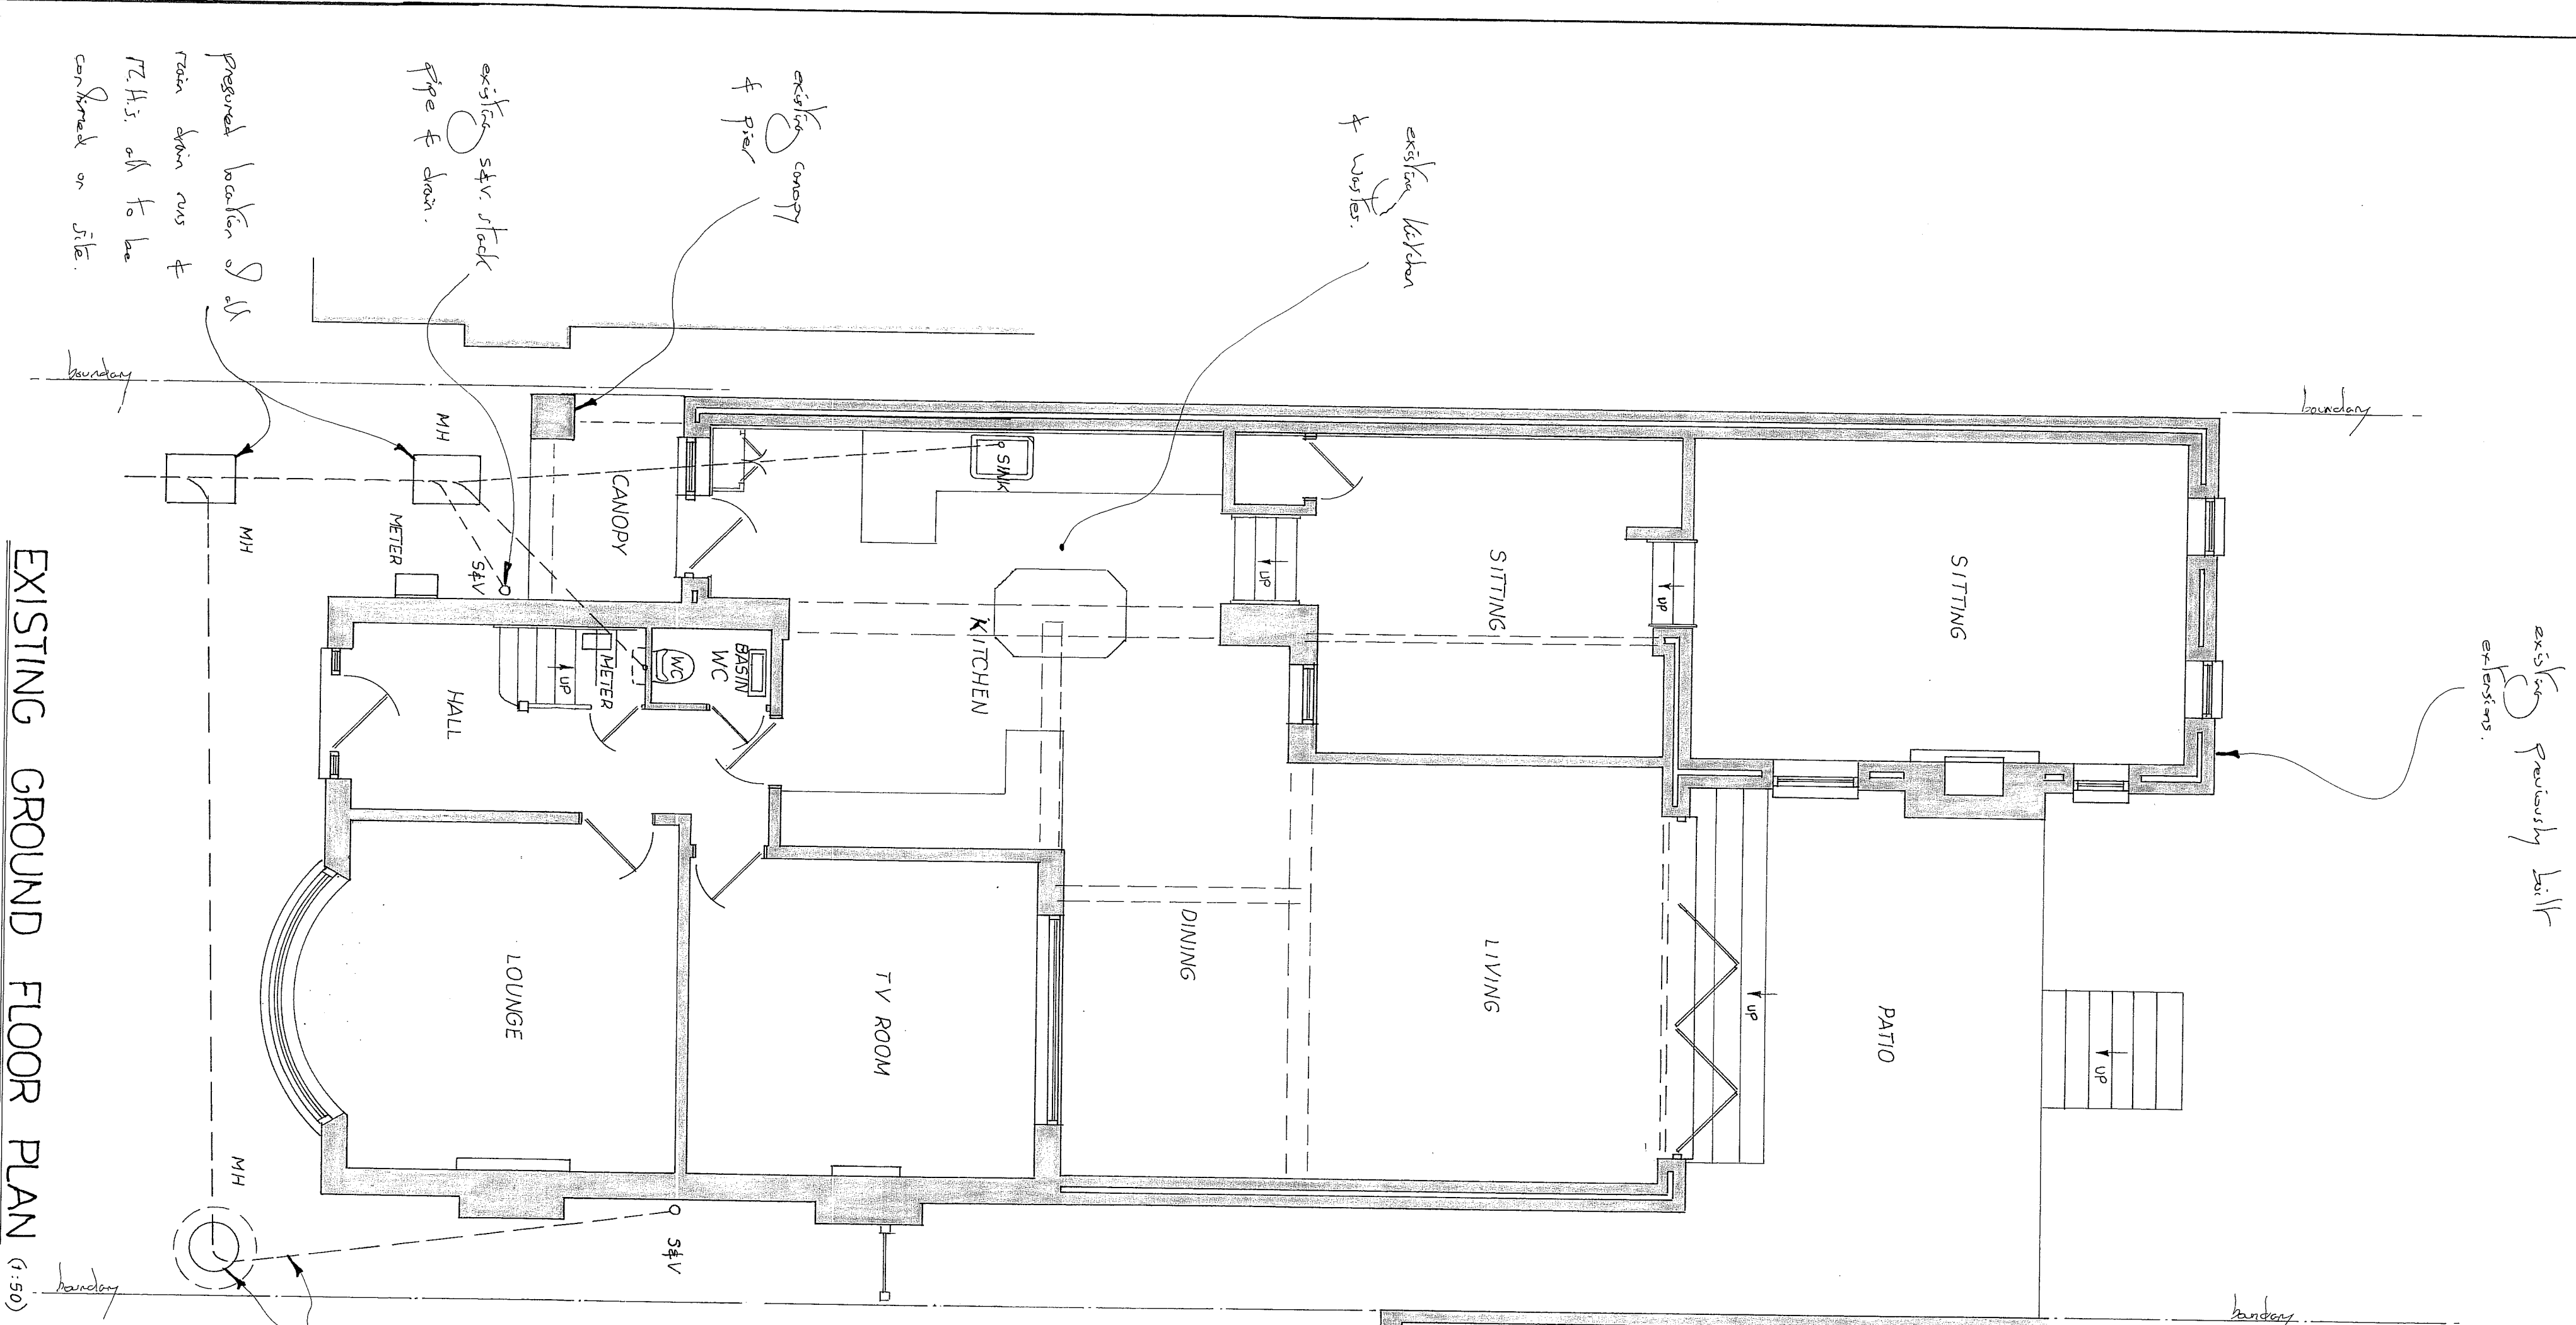 existing previously built
extensions.
boundary
existing kitchen
& wastes.
existing canopy
& pier
existing s&v. stack
pipe & drain.
presumed location of all
main drain runs &
M.H.s. all to be
confirmed on site.
boundary
SITTING
SITTING
UP
UP
SINK
KITCHEN
CANOPY
MH
MH
METER
S&V
BASIN
WC
WC
METER
UP
HALL
PATIO
UP
UP
LIVING
DINING
TV ROOM
LOUNGE
MH
S&V
boundary
boundary
EXISTING GROUND FLOOR PLAN (1:50)